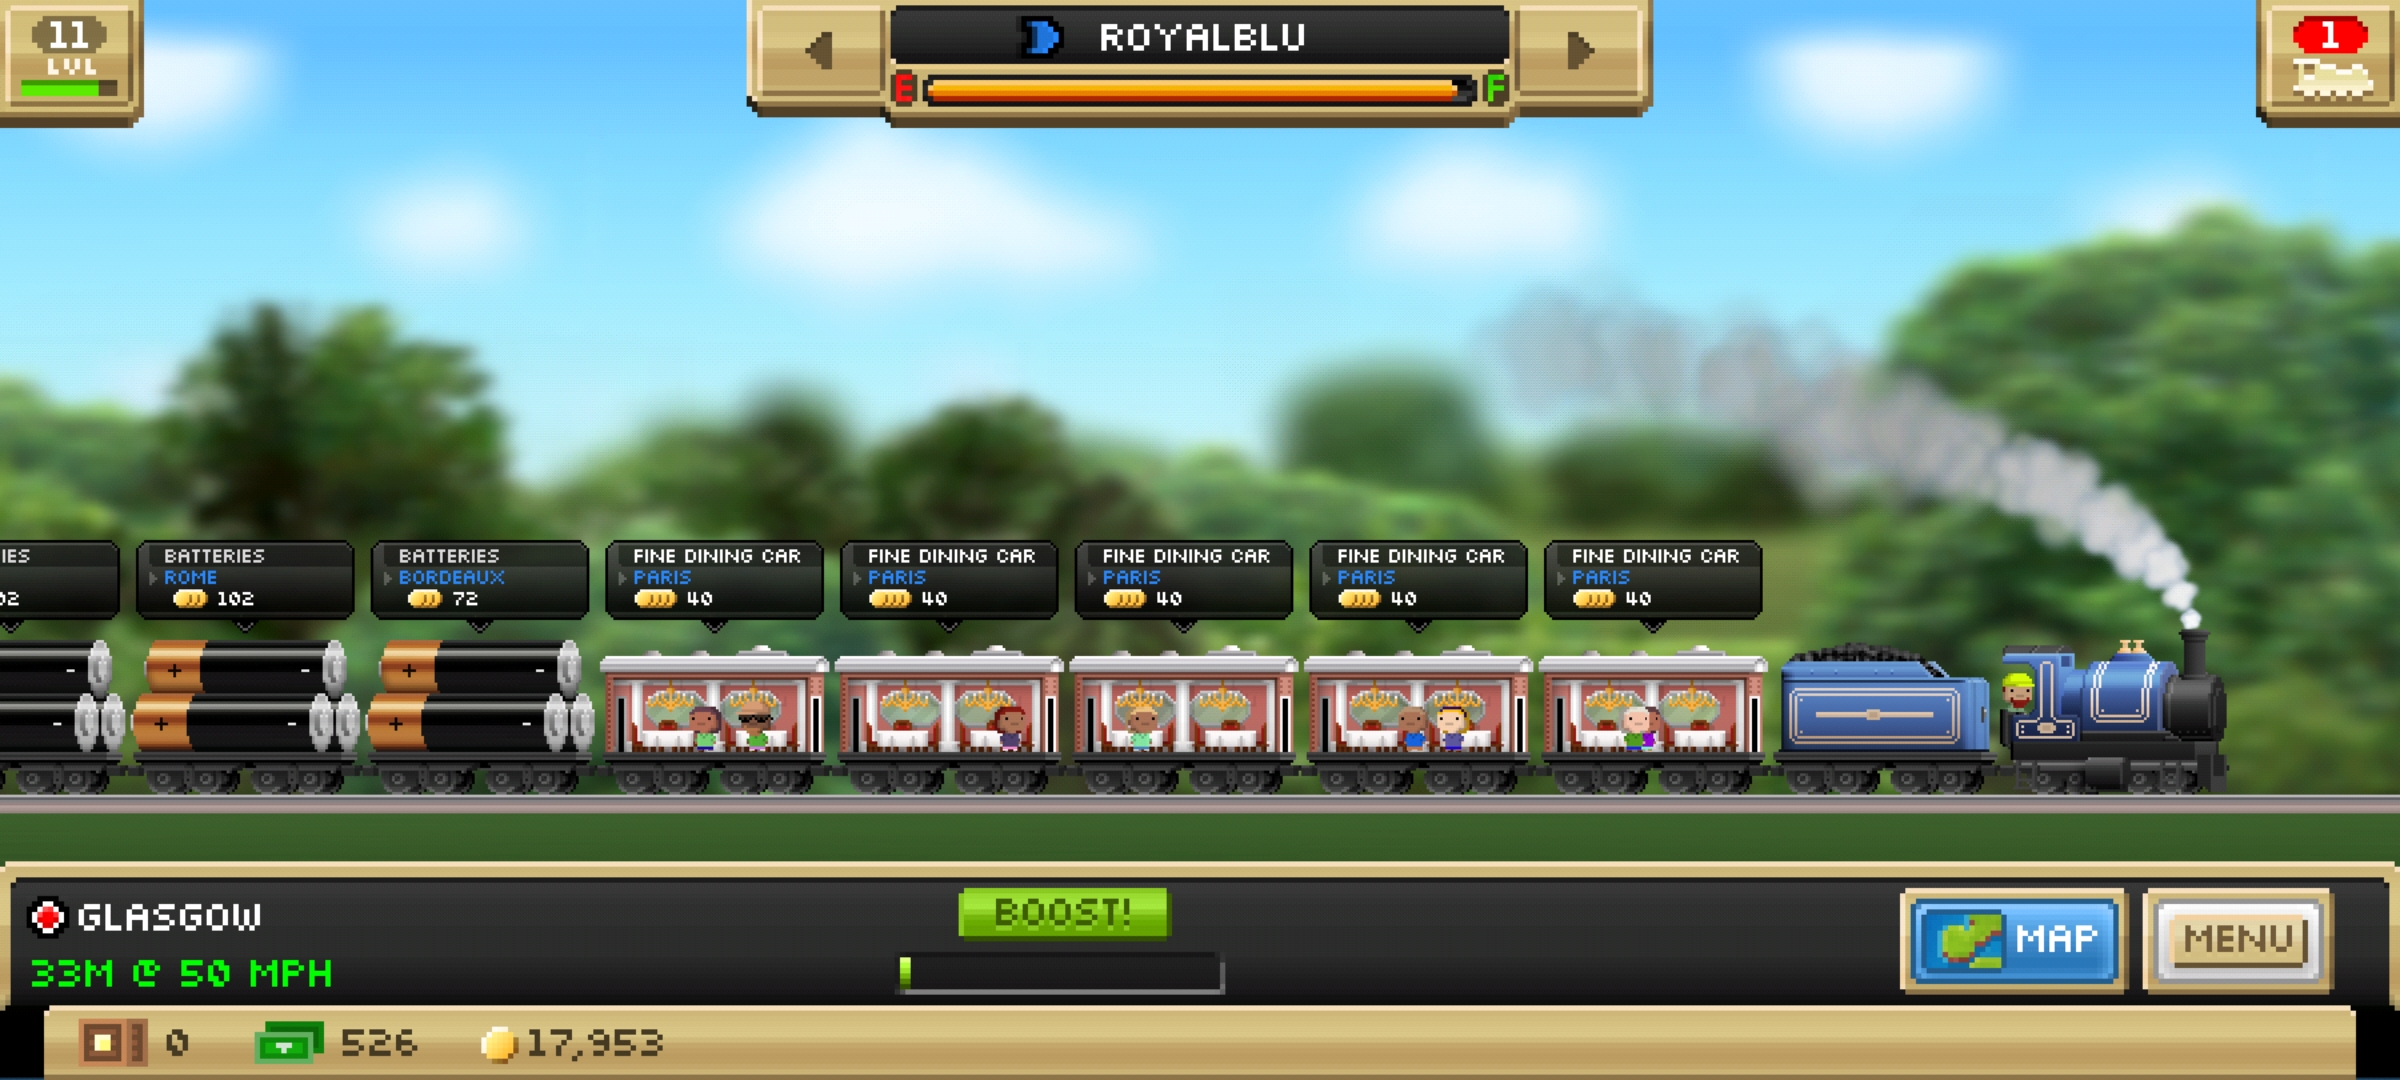 11
LVL
ROYALBLU
E
F
1
IES
02
BATTERIES
ROME
102
BATTERIES
BORDEAUX
72
FINE DINING CAR
PARIS
40
FINE DINING CAR
PARIS
40
FINE DINING CAR
PARIS
40
FINE DINING CAR
PARIS
40
FINE DINING CAR
PARIS
40
GLASGOW
33M @ 50 MPH
BOOST!
MAP
MENU
0
526
17,953